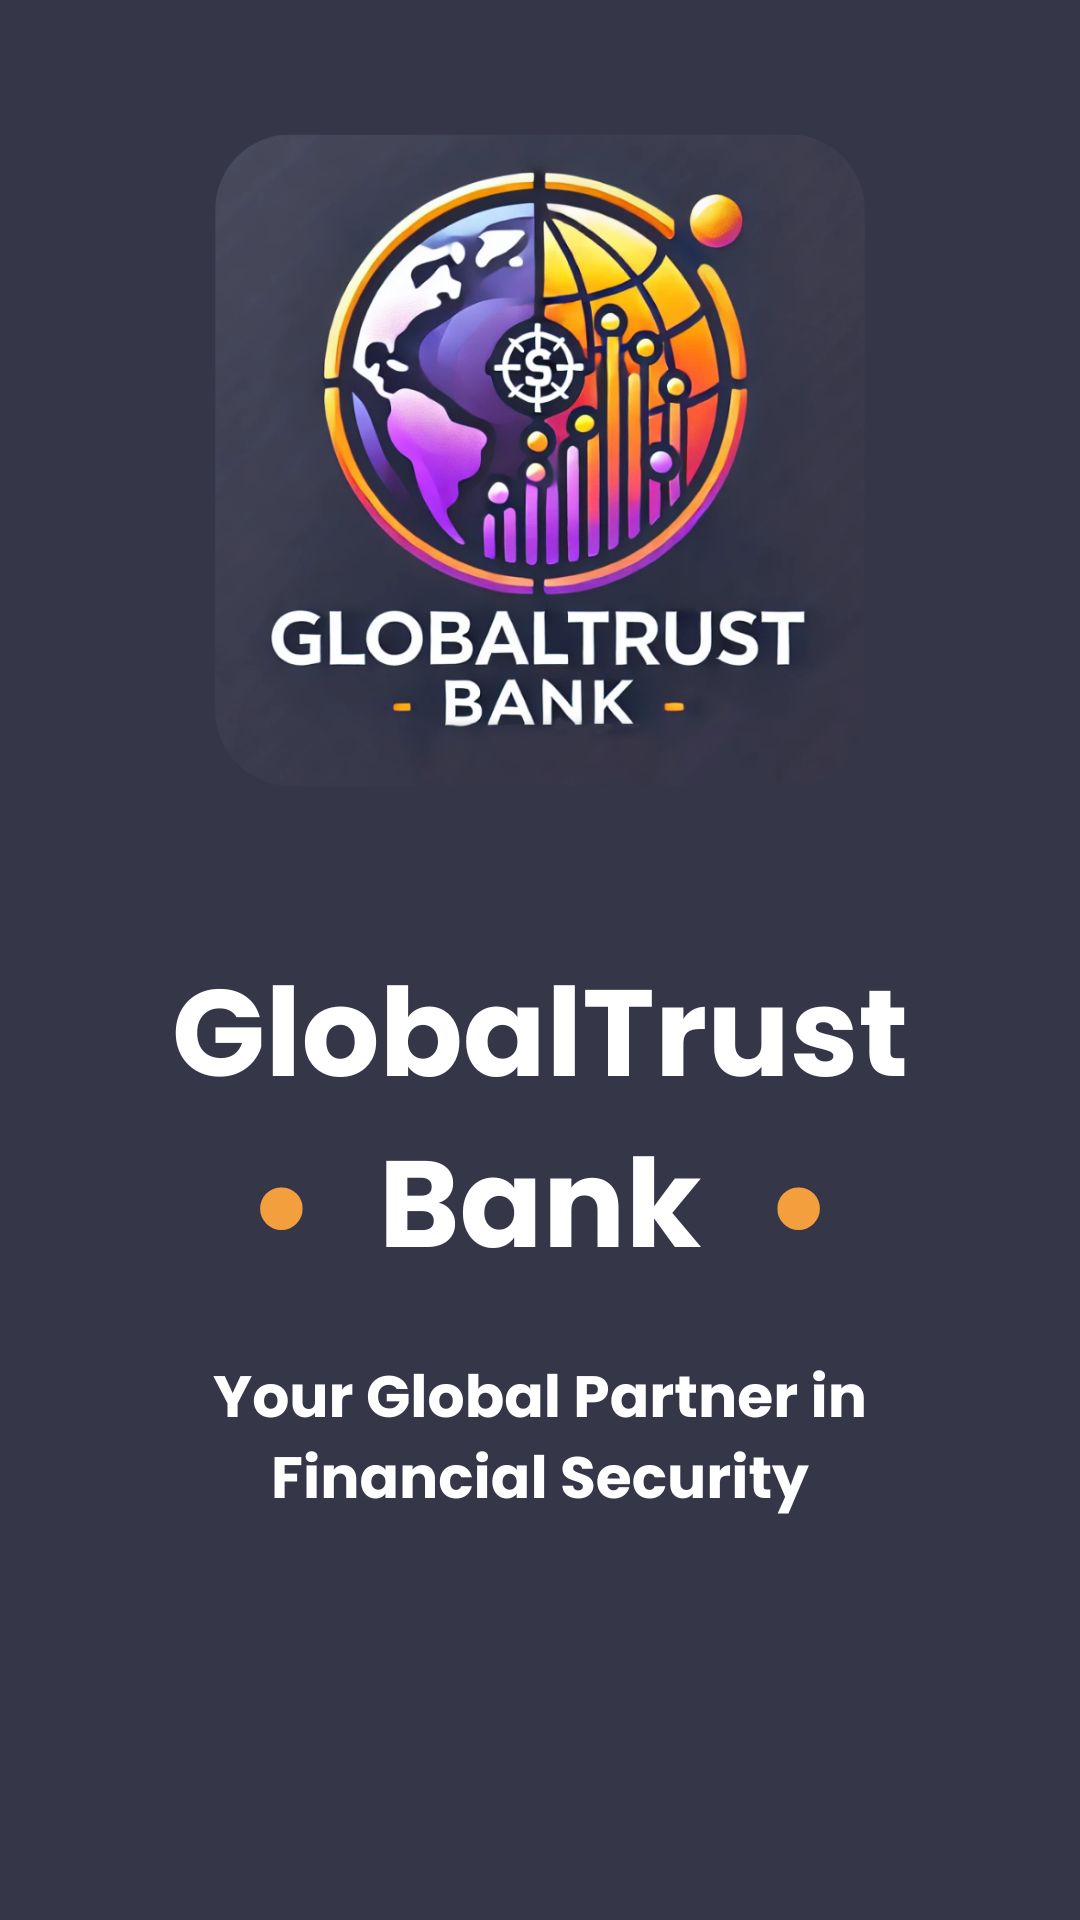 $
GLOBALTRUST
- BANK -
GlobalTrust
• Bank •
Your Global Partner in
Financial Security